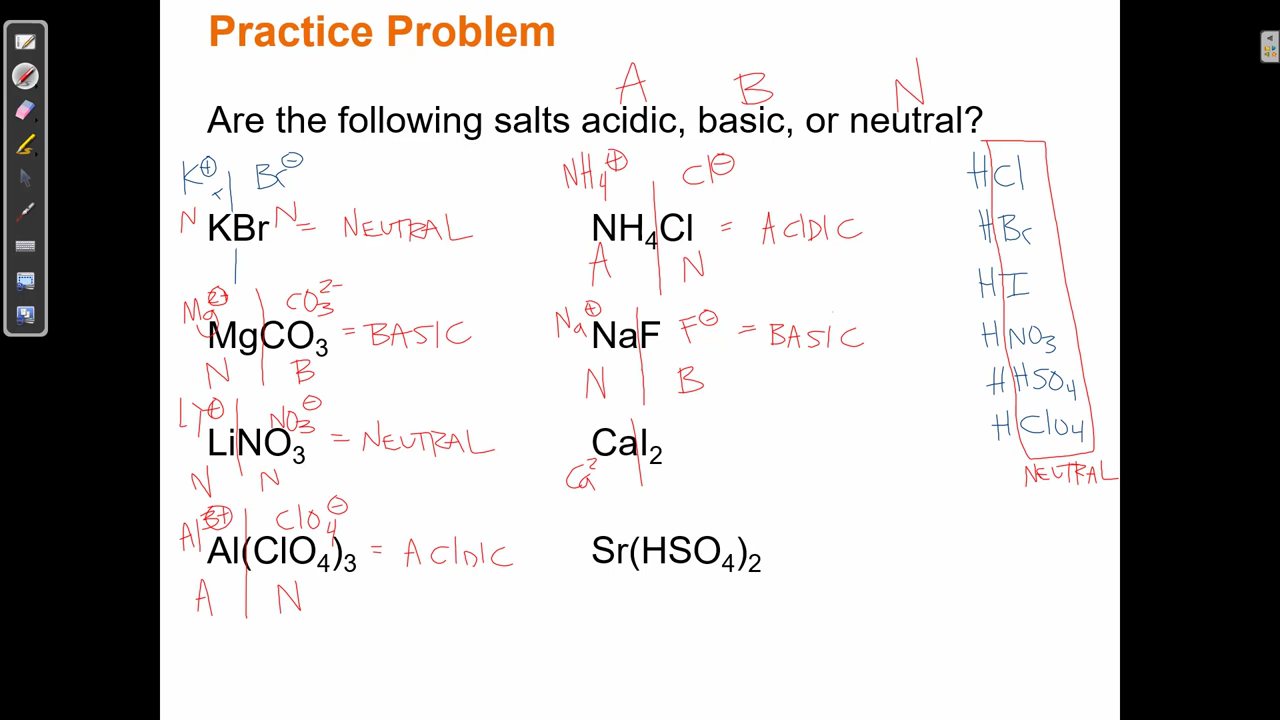 Practice Problem
A B N
Are the following salts acidic, basic, or neutral?
K⁺ Br⁻
N KBr N = NEUTRAL
Mg²⁺ CO₃²⁻
MgCO₃ = BASIC
N B
Li⁺ NO₃⁻
LiNO₃ = NEUTRAL
N N
Al³⁺ ClO₄⁻
Al(ClO₄)₃ = ACIDIC
A N
NH₄⁺ Cl⁻
NH₄Cl = ACIDIC
A N
Na⁺ NaF F⁻ = BASIC
N B
CaI₂
Ca²
Sr(HSO₄)₂
HCl
HBr
HI
HNO₃
HHSO₄
HClO₄
NEUTRAL